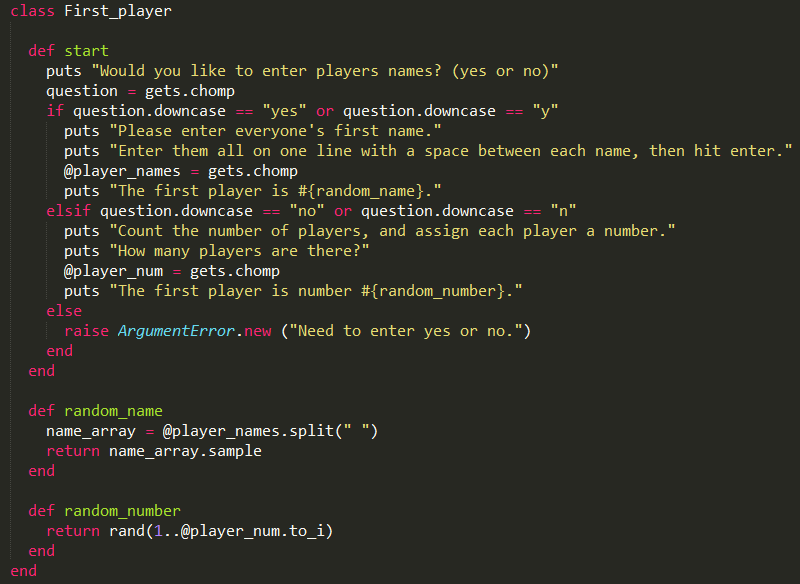 class First_player

  def start
    puts "Would you like to enter players names? (yes or no)"
    question = gets.chomp
    if question.downcase == "yes" or question.downcase == "y"
      puts "Please enter everyone's first name."
      puts "Enter them all on one line with a space between each name, then hit enter."
      @player_names = gets.chomp
      puts "The first player is #{random_name}."
    elsif question.downcase == "no" or question.downcase == "n"
      puts "Count the number of players, and assign each player a number."
      puts "How many players are there?"
      @player_num = gets.chomp
      puts "The first player is number #{random_number}."
    else
      raise ArgumentError.new ("Need to enter yes or no.")
    end
  end

  def random_name
    name_array = @player_names.split(" ")
    return name_array.sample
  end

  def random_number
    return rand(1..@player_num.to_i)
  end
end